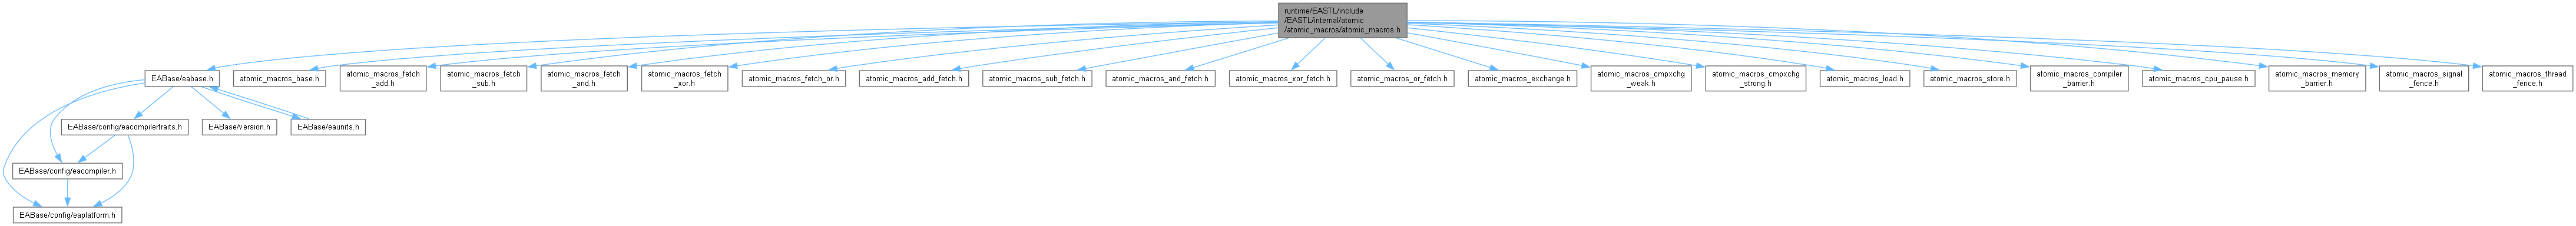 runtime/EASTL/include
/EASTL/internal/atomic
/atomic_macros/atomic_macros.h
EABase/eabase.h
atomic_macros_base.h
atomic_macros_fetch
_add.h
atomic_macros_fetch
_sub.h
atomic_macros_fetch
_and.h
atomic_macros_fetch
_xor.h
atomic_macros_fetch_or.h
atomic_macros_add_fetch.h
atomic_macros_sub_fetch.h
atomic_macros_and_fetch.h
atomic_macros_xor_fetch.h
atomic_macros_or_fetch.h
atomic_macros_exchange.h
atomic_macros_cmpxchg
_weak.h
atomic_macros_cmpxchg
_strong.h
atomic_macros_load.h
atomic_macros_store.h
atomic_macros_compiler
_barrier.h
atomic_macros_cpu_pause.h
atomic_macros_memory
_barrier.h
atomic_macros_signal
_fence.h
atomic_macros_thread
_fence.h
EABase/config/eacompilertraits.h
EABase/version.h
EABase/eaunits.h
EABase/config/eacompiler.h
EABase/config/eaplatform.h